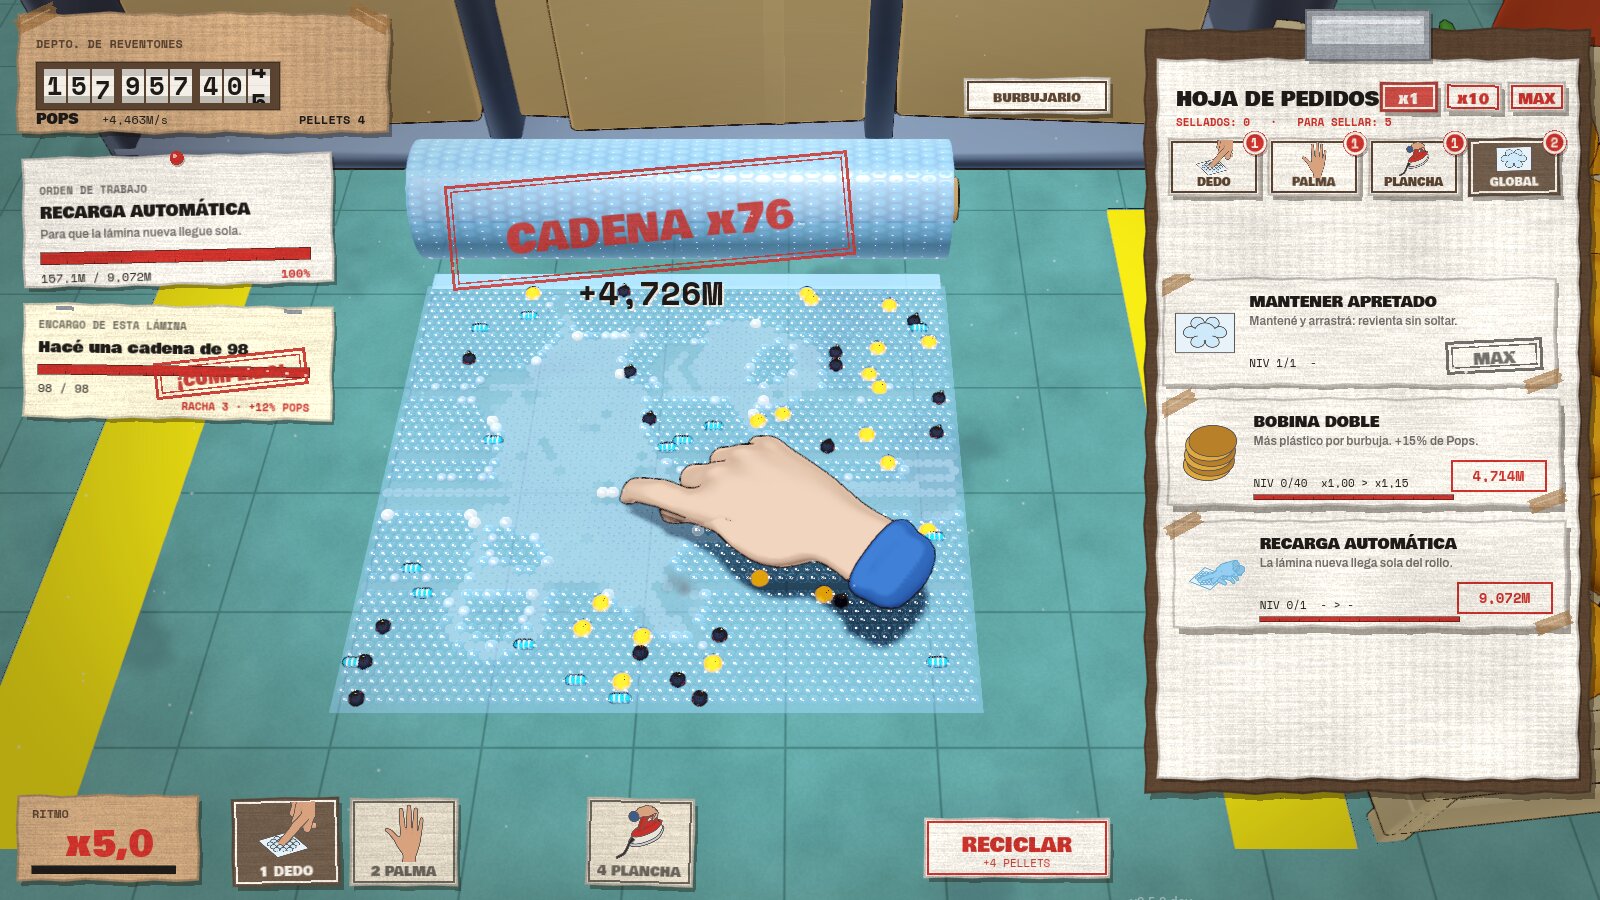 DEPTO. DE REVENTONES
157 957 40
POPS +4,463M/s PELLETS 4
ORDEN DE TRABAJO
RECARGA AUTOMÁTICA
Para que la lámina nueva llegue sola.
157.1M / 9.072M 100%
ENCARGO DE ESTA LÁMINA
Hacé una cadena de 98
98 / 98
RACHA 3 · +12% POPS
RITMO
x5,0
CADENA x76
+4,726M
BURBUJARIO
1 DEDO
2 PALMA
4 PLANCHA
RECICLAR
+4 PELLETS
HOJA DE PEDIDOS x1 x10 MAX
SELLADOS: 0 · PARA SELLAR: 5
1 1 1 2
DEDO PALMA PLANCHA GLOBAL
MANTENER APRETADO
Mantené y arrastrá: revienta sin soltar.
NIV 1/1 -
MAX
BOBINA DOBLE
Más plástico por burbuja. +15% de Pops.
NIV 0/40 x1.00 > x1.15
4,714M
RECARGA AUTOMÁTICA
La lámina nueva llega sola del rollo.
NIV 0/1 - > -
9,072M